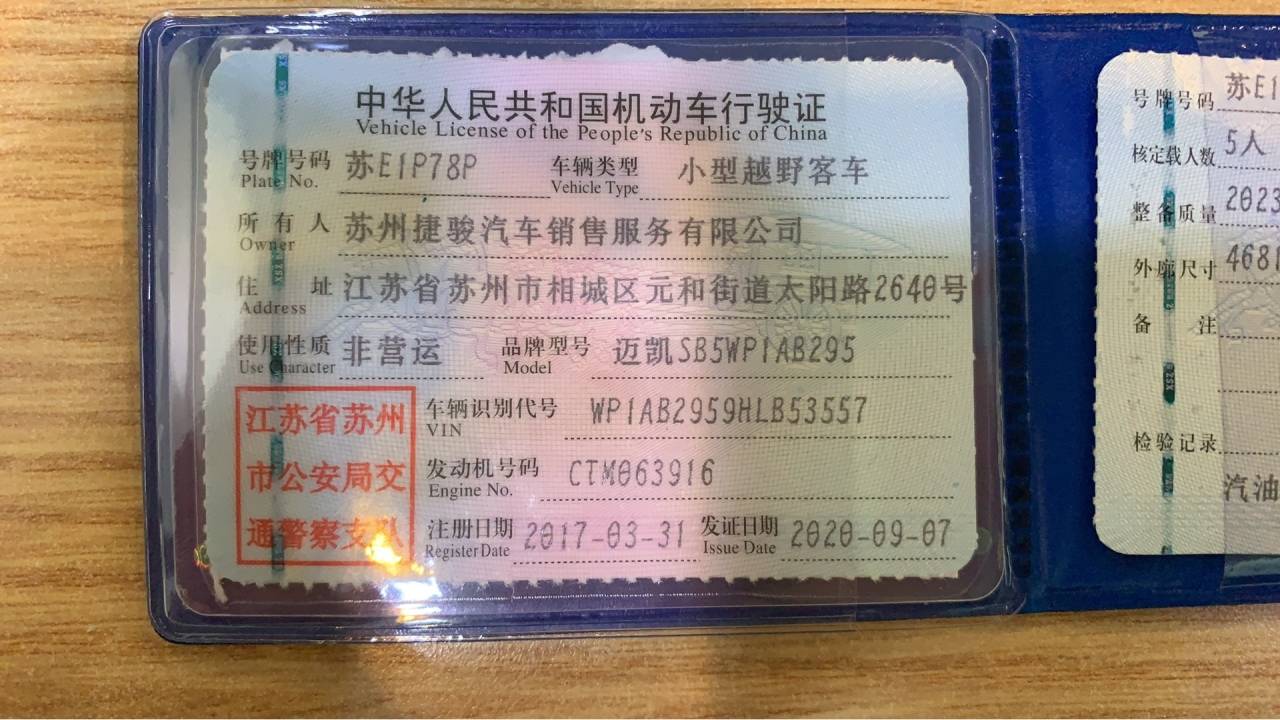 中华人民共和国机动车行驶证
Vehicle License of the People's Republic of China
号牌号码 苏E1P78P 车辆类型 小型越野客车
Plate No. Vehicle Type
所有人 苏州捷骏汽车销售服务有限公司
Owner
住址 江苏省苏州市相城区元和街道太阳路2640号
Address
使用性质 非营运 品牌型号 迈凯SB5WP1AB295
Use Character Model
江苏省苏州
市公安局交
通警察支队
车辆识别代号 WP1AB2959HLB53557
VIN
发动机号码 CTM063916
Engine No.
注册日期 2017-03-31 发证日期 2020-09-07
Register Date Issue Date
号牌号码 苏E1
核定载人数 5人
整备质量 2023
外廓尺寸 4681
备注
检验记录
汽油